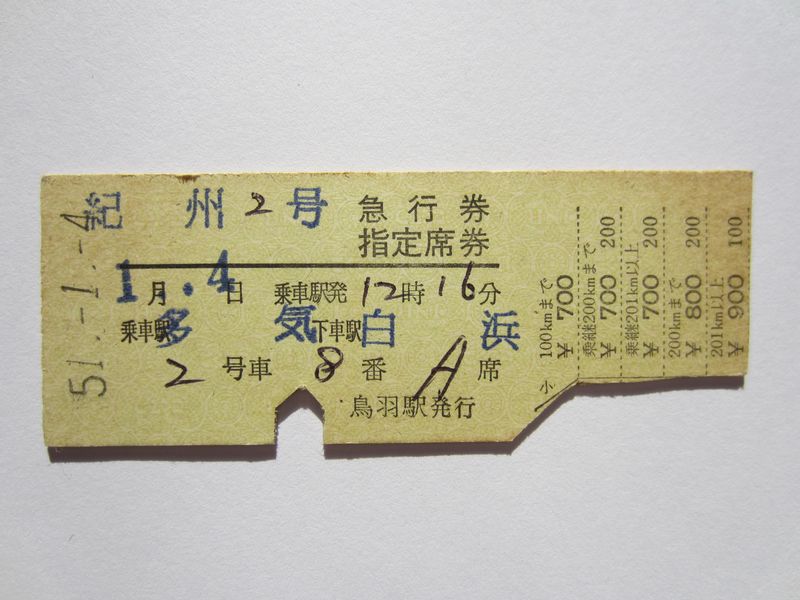 51.-1.-4
紀州2号 急行券
指定席券
1月.4日 乗車駅発 12時16分
乗車駅 多気 下車駅 白浜
2号車 8番 A席
鳥羽駅発行
小
100kmまで ¥700
乗継200kmまで ¥700 200
乗継201km以上 ¥700 200
200kmまで ¥800 200
201km以上 ¥900 100